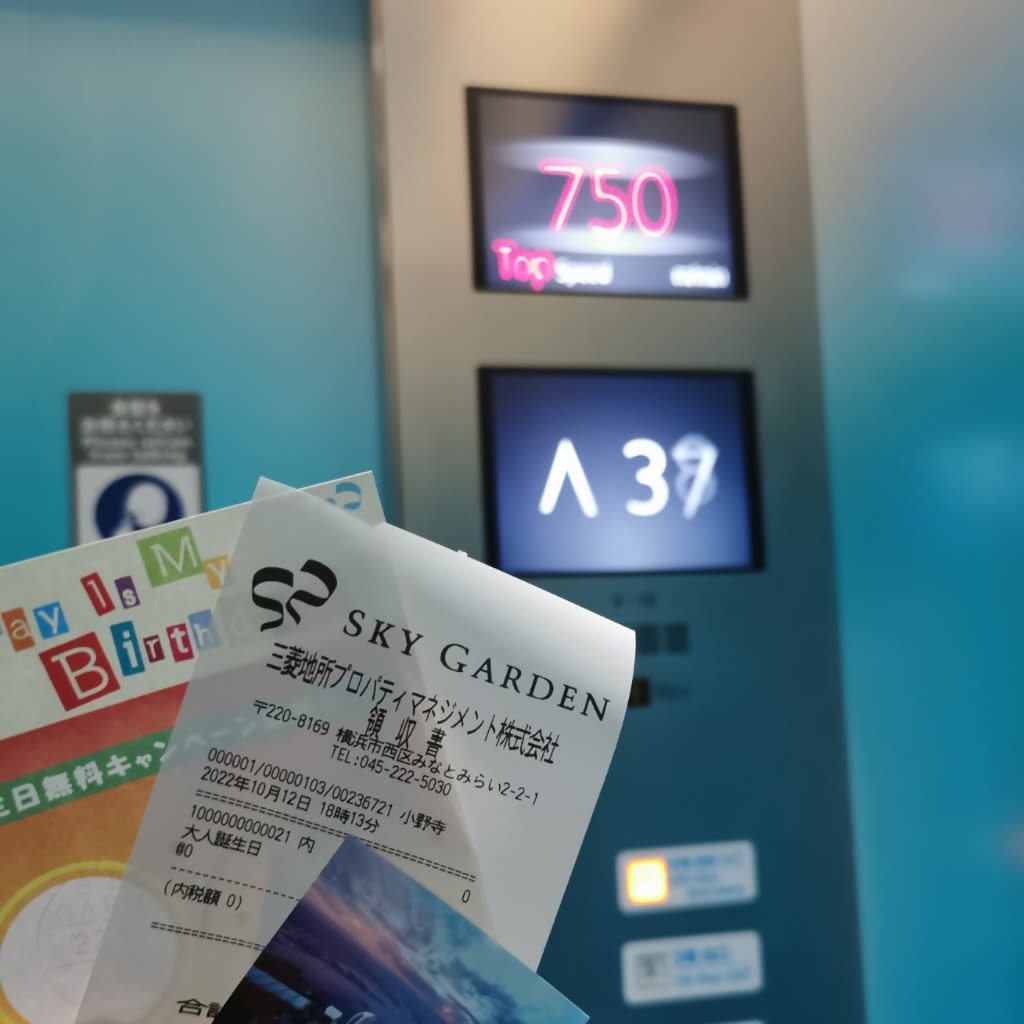 750
Top Speed m/min
Λ 37
ay Is My
Birth
生日無料キャンペーン
SKY GARDEN
三菱地所プロパティマネジメント株式会社
領 収 書
〒220-8169 横浜市西区みなとみらい2-2-1
TEL:045-222-5030
000001/00000103/00236721 小野寺
2022年10月12日 18時13分
1000000000021 内
大人誕生日
@0 0
(内税額 0)
合